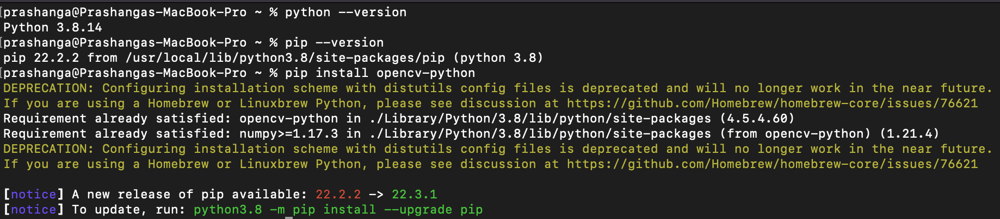 [prashanga@Prashangas-MacBook-Pro ~ % python --version
Python 3.8.14
[prashanga@Prashangas-MacBook-Pro ~ % pip --version
pip 22.2.2 from /usr/local/lib/python3.8/site-packages/pip (python 3.8)
[prashanga@Prashangas-MacBook-Pro ~ % pip install opencv-python
DEPRECATION: Configuring installation scheme with distutils config files is deprecated and will no longer work in the near future.
If you are using a Homebrew or Linuxbrew Python, please see discussion at https://github.com/Homebrew/homebrew-core/issues/76621
Requirement already satisfied: opencv-python in ./Library/Python/3.8/lib/python/site-packages (4.5.4.60)
Requirement already satisfied: numpy>=1.17.3 in ./Library/Python/3.8/lib/python/site-packages (from opencv-python) (1.21.4)
DEPRECATION: Configuring installation scheme with distutils config files is deprecated and will no longer work in the near future.
If you are using a Homebrew or Linuxbrew Python, please see discussion at https://github.com/Homebrew/homebrew-core/issues/76621
[notice] A new release of pip available: 22.2.2 -> 22.3.1
[notice] To update, run: python3.8 -m pip install --upgrade pip